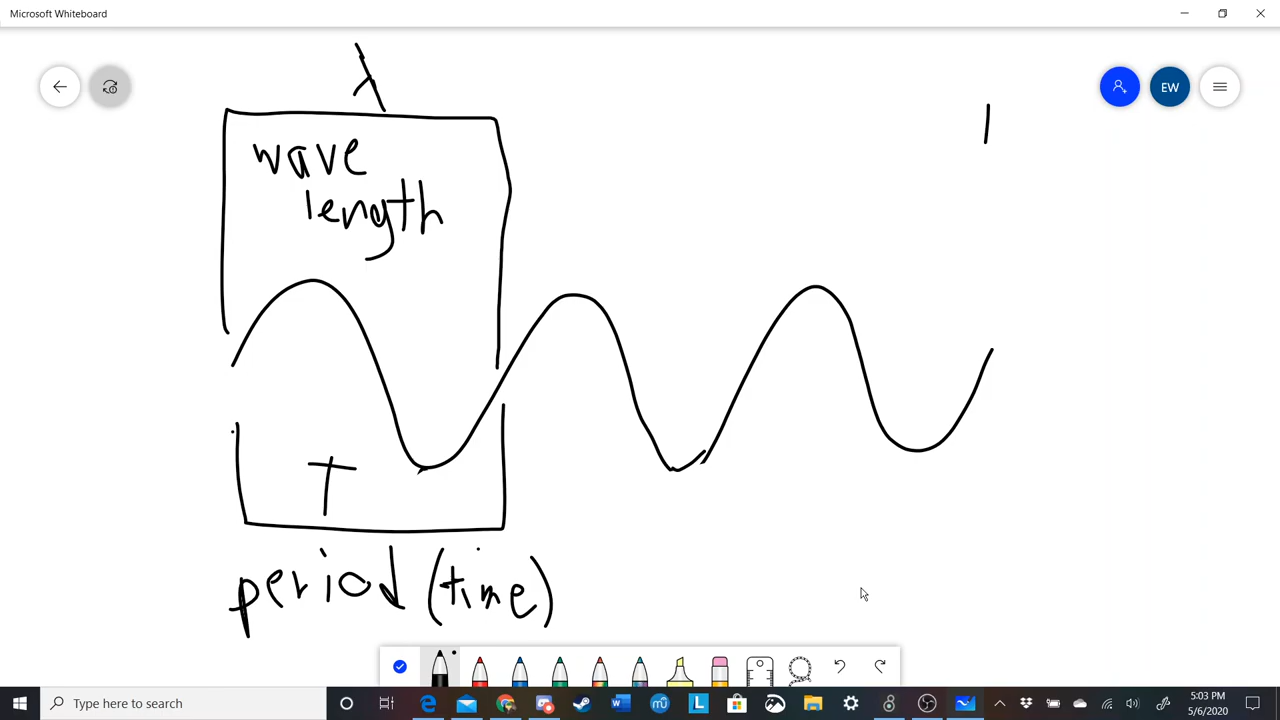 Microsoft Whiteboard
λ
EW
wave
length
T
period (time)
Type here to search
5:03 PM
5/6/2020